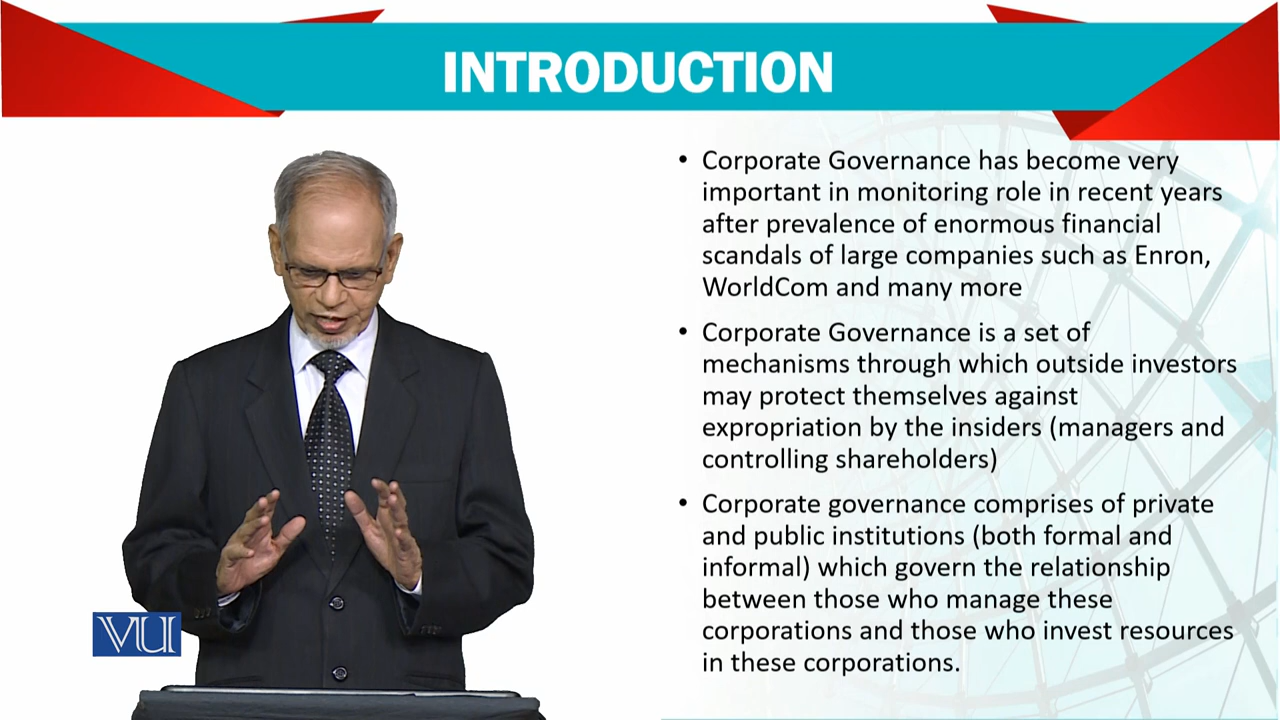 INTRODUCTION
• Corporate Governance has become very
important in monitoring role in recent years
after prevalence of enormous financial
scandals of large companies such as Enron,
WorldCom and many more
• Corporate Governance is a set of
mechanisms through which outside investors
may protect themselves against
expropriation by the insiders (managers and
controlling shareholders)
• Corporate governance comprises of private
and public institutions (both formal and
informal) which govern the relationship
between those who manage these
corporations and those who invest resources
in these corporations.
VU